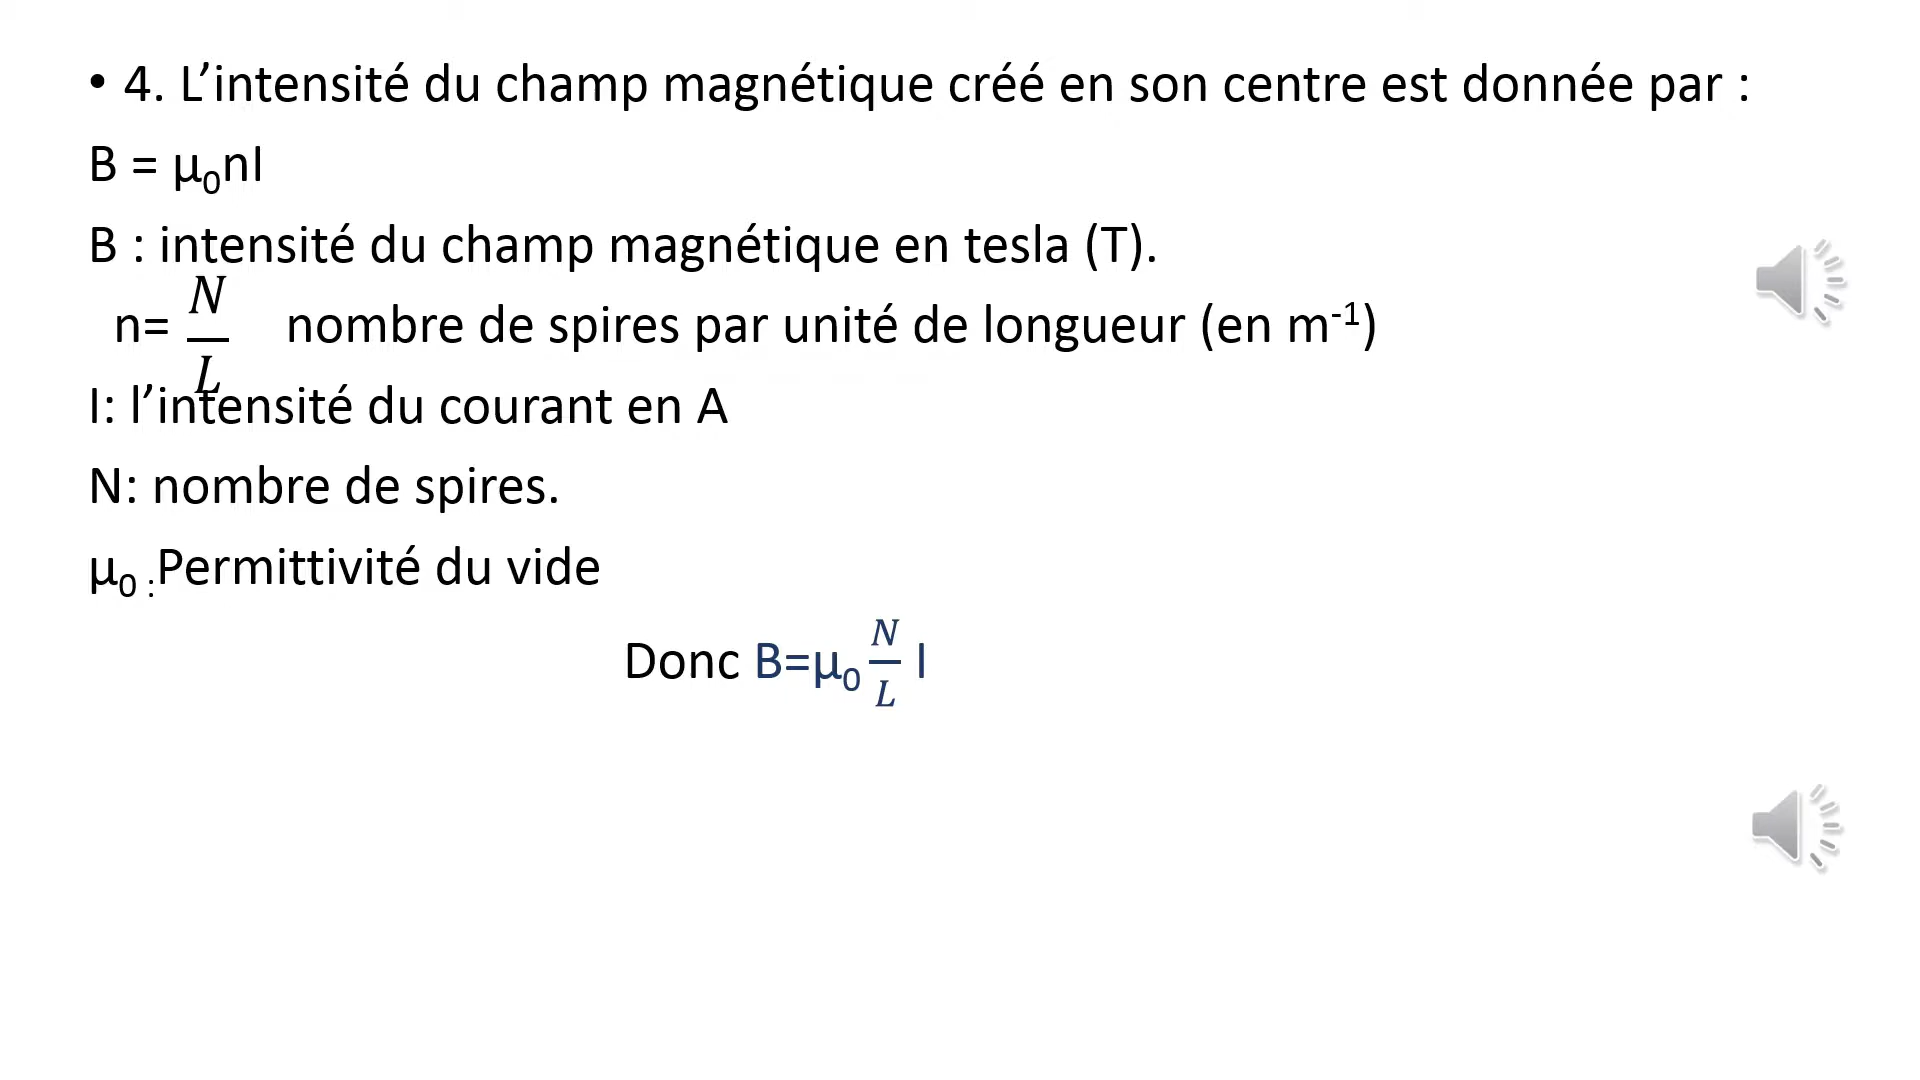 • 4. L’intensité du champ magnétique créé en son centre est donnée par :
B = µ₀nI
B : intensité du champ magnétique en tesla (T).
n= N/L nombre de spires par unité de longueur (en m⁻¹)
I: l’intensité du courant en A
N: nombre de spires.
µ₀ : Permittivité du vide
Donc B=µ₀ N/L I